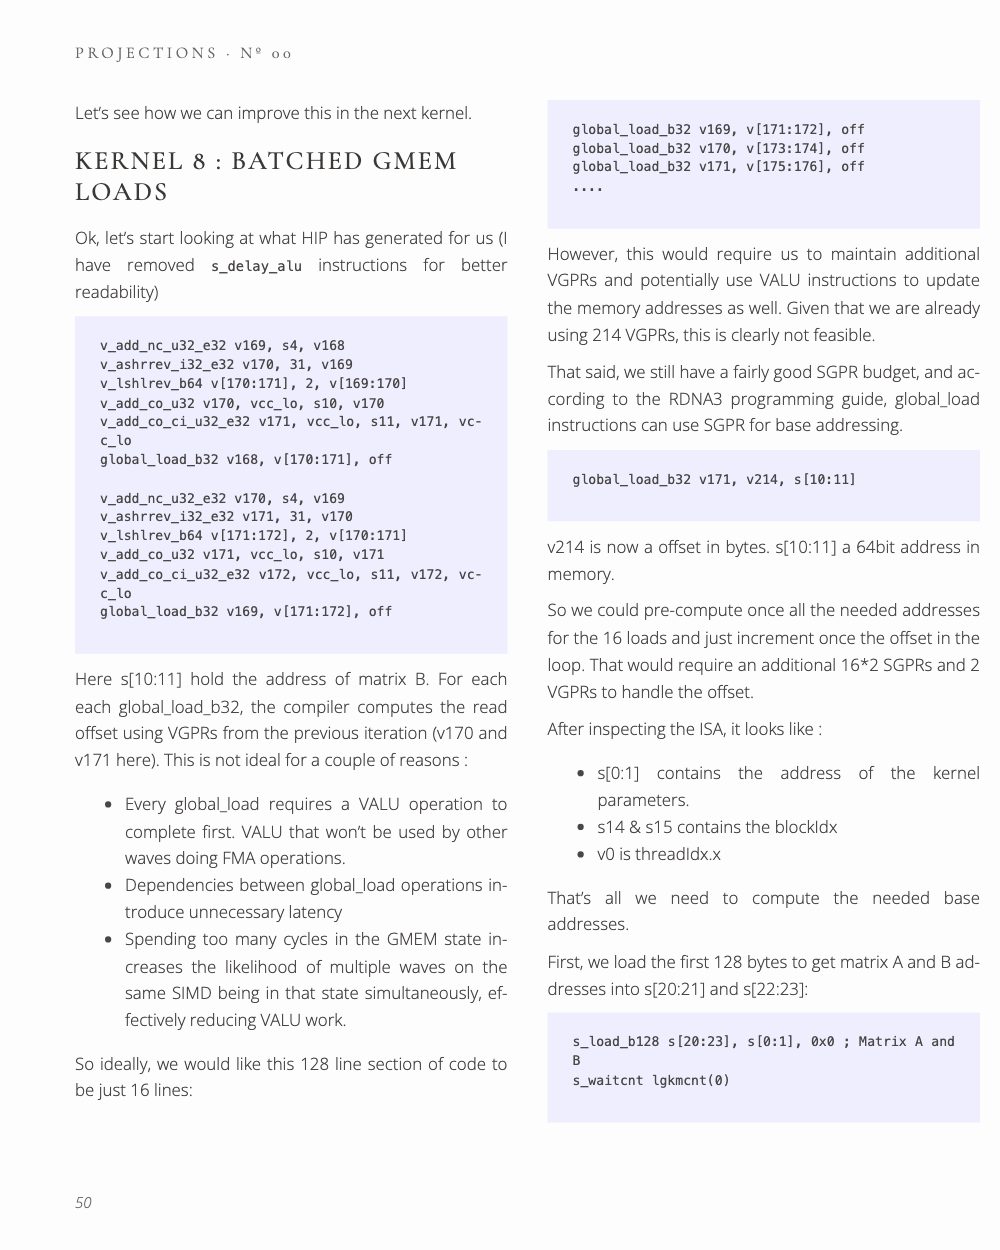 PROJECTIONS · Nº 00
Let's see how we can improve this in the next kernel.
KERNEL 8 : BATCHED GMEM
LOADS
Ok, let's start looking at what HIP has generated for us (I
have removed s_delay_alu instructions for better
readability)
v_add_nc_u32_e32 v169, s4, v168
v_ashrrev_i32_e32 v170, 31, v169
v_lshlrev_b64 v[170:171], 2, v[169:170]
v_add_co_u32 v170, vcc_lo, s10, v170
v_add_co_ci_u32_e32 v171, vcc_lo, s11, v171, vc-
c_lo
global_load_b32 v168, v[170:171], off
v_add_nc_u32_e32 v170, s4, v169
v_ashrrev_i32_e32 v171, 31, v170
v_lshlrev_b64 v[171:172], 2, v[170:171]
v_add_co_u32 v171, vcc_lo, s10, v171
v_add_co_ci_u32_e32 v172, vcc_lo, s11, v172, vc-
c_lo
global_load_b32 v169, v[171:172], off
Here s[10:11] hold the address of matrix B. For each
each global_load_b32, the compiler computes the read
offset using VGPRs from the previous iteration (v170 and
v171 here). This is not ideal for a couple of reasons :
• Every global_load requires a VALU operation to
complete first. VALU that won't be used by other
waves doing FMA operations.
• Dependencies between global_load operations in-
troduce unnecessary latency
• Spending too many cycles in the GMEM state in-
creases the likelihood of multiple waves on the
same SIMD being in that state simultaneously, ef-
fectively reducing VALU work.
So ideally, we would like this 128 line section of code to
be just 16 lines:
global_load_b32 v169, v[171:172], off
global_load_b32 v170, v[173:174], off
global_load_b32 v171, v[175:176], off
....
However, this would require us to maintain additional
VGPRs and potentially use VALU instructions to update
the memory addresses as well. Given that we are already
using 214 VGPRs, this is clearly not feasible.
That said, we still have a fairly good SGPR budget, and ac-
cording to the RDNA3 programming guide, global_load
instructions can use SGPR for base addressing.
global_load_b32 v171, v214, s[10:11]
v214 is now a offset in bytes. s[10:11] a 64bit address in
memory.
So we could pre-compute once all the needed addresses
for the 16 loads and just increment once the offset in the
loop. That would require an additional 16*2 SGPRs and 2
VGPRs to handle the offset.
After inspecting the ISA, it looks like :
• s[0:1] contains the address of the kernel
parameters.
• s14 & s15 contains the blockIdx
• v0 is threadIdx.x
That's all we need to compute the needed base
addresses.
First, we load the first 128 bytes to get matrix A and B ad-
dresses into s[20:21] and s[22:23]:
s_load_b128 s[20:23], s[0:1], 0x0 ; Matrix A and
B
s_waitcnt lgkmcnt(0)
50